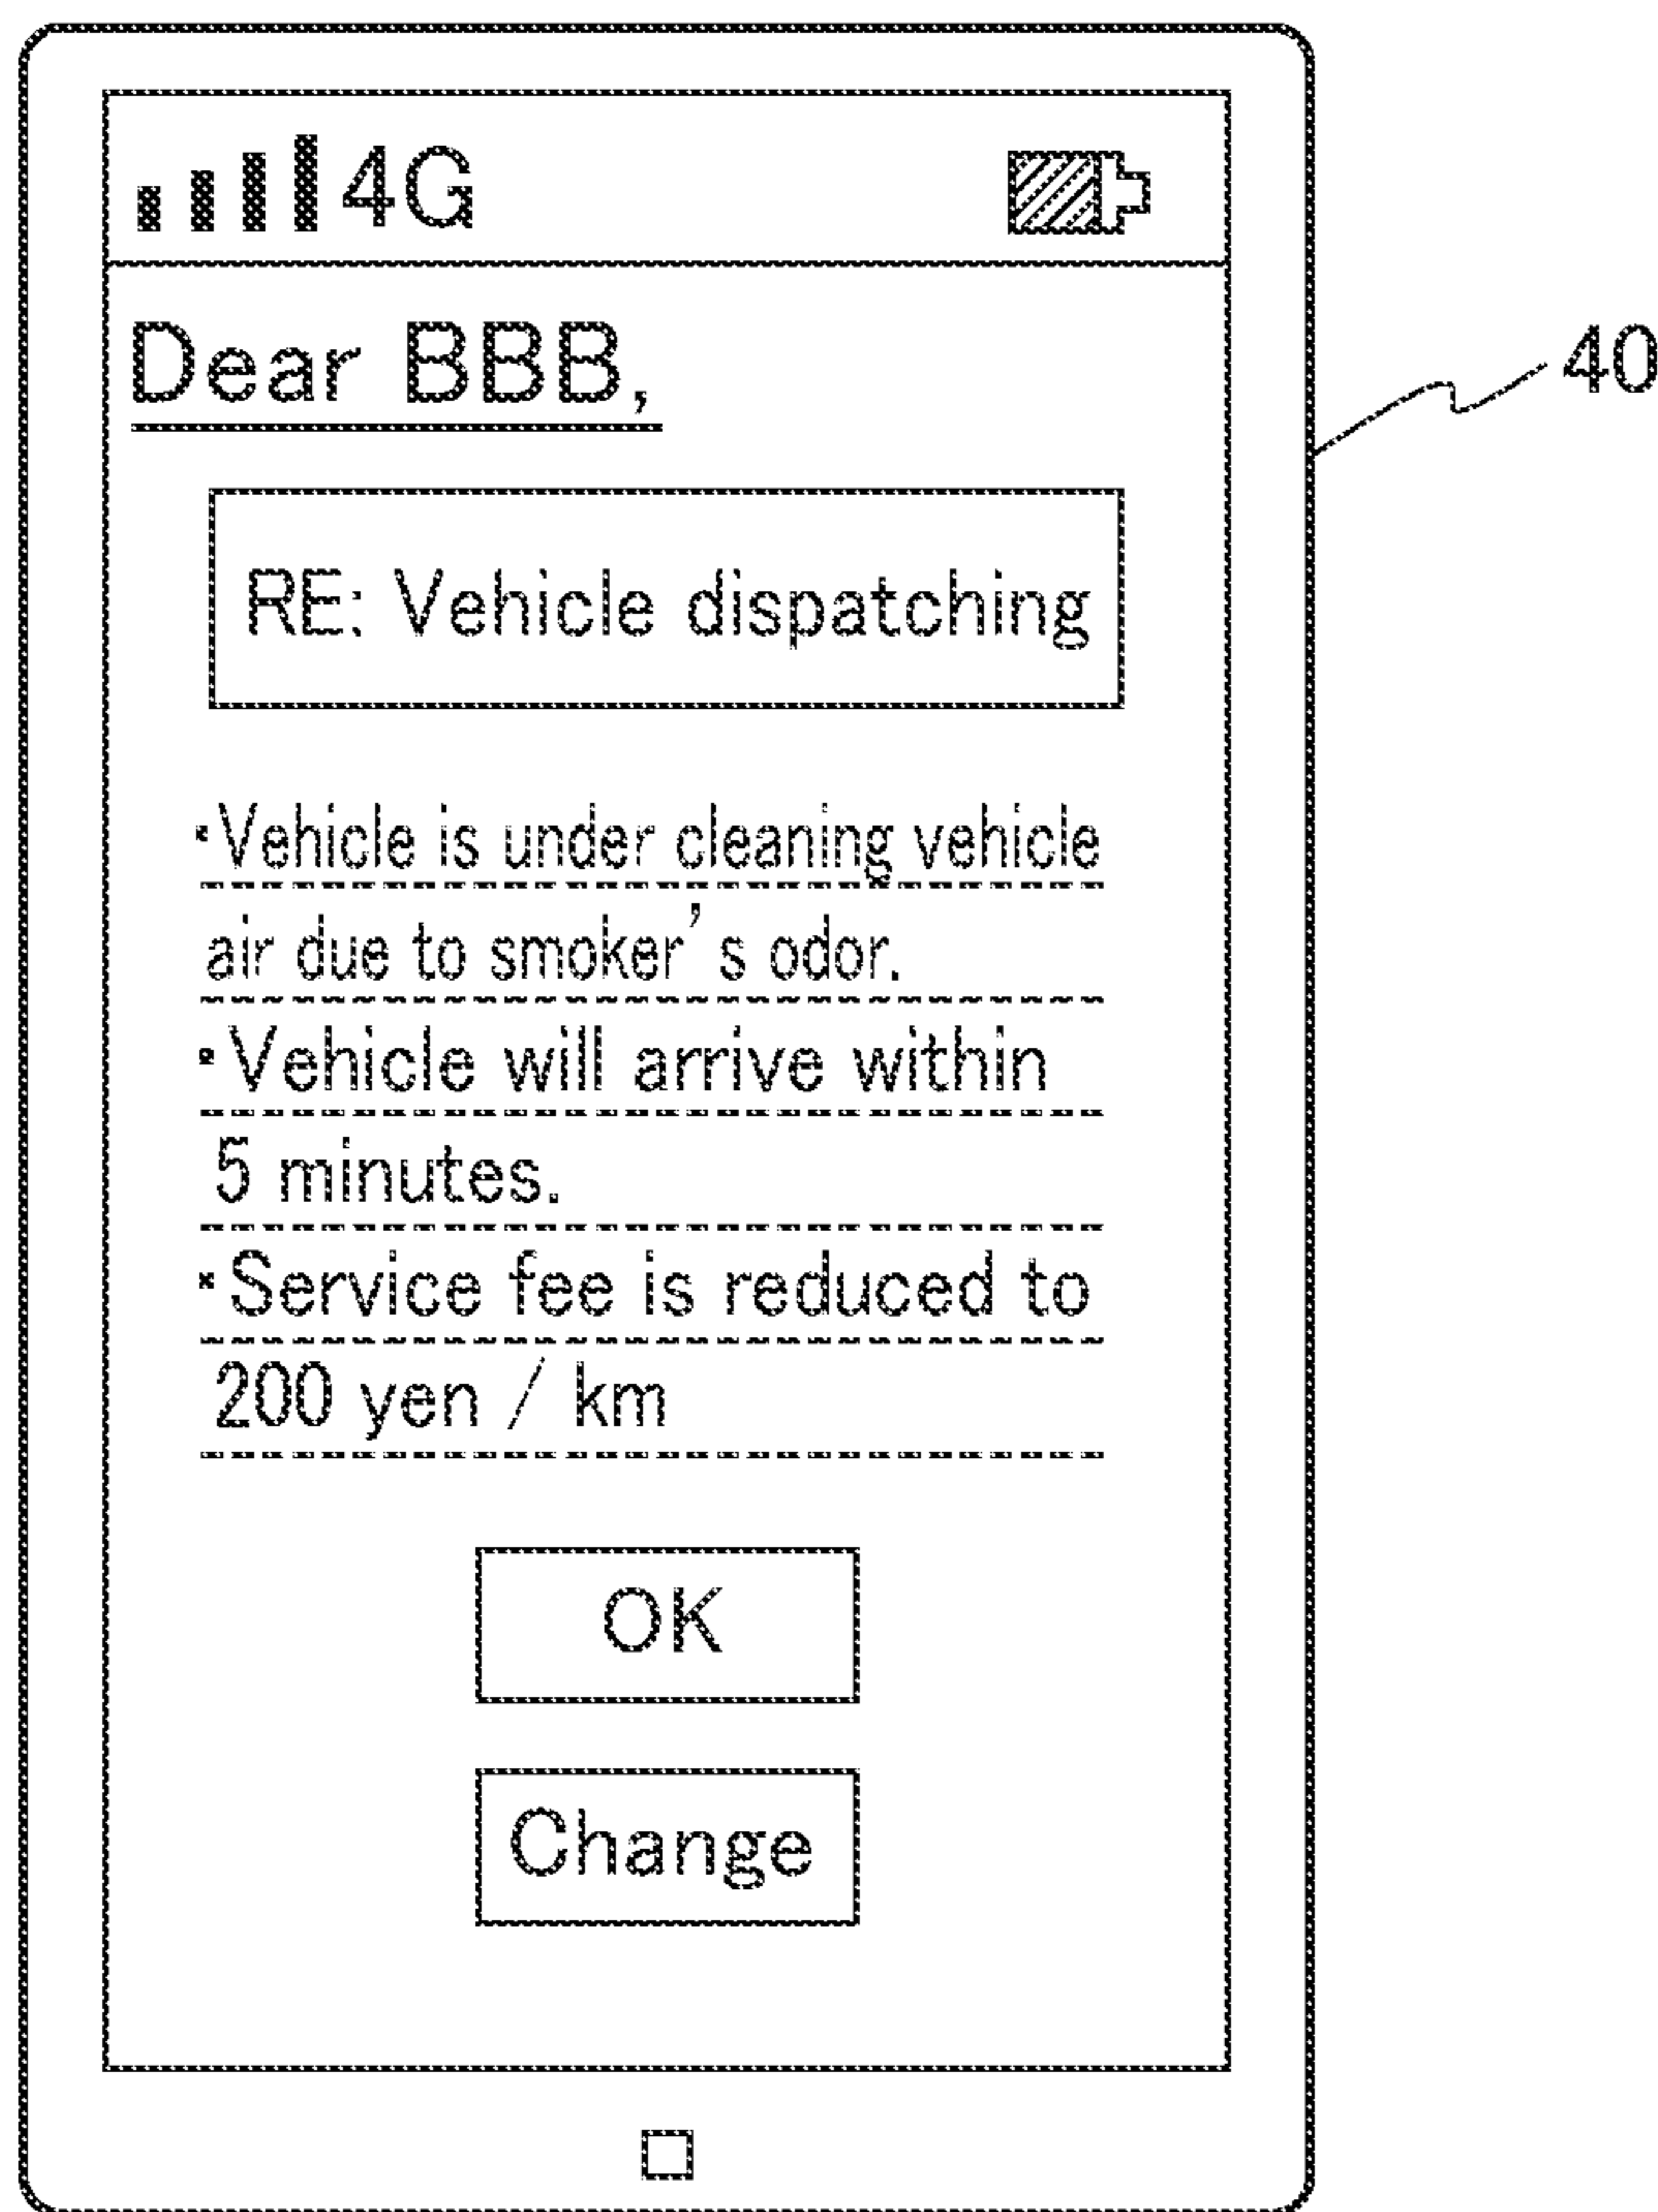 4G
Dear BBB,
40
RE: Vehicle dispatching
・Vehicle is under cleaning vehicle
air due to smoker's odor.
・Vehicle will arrive within
5 minutes.
・Service fee is reduced to
200 yen / km
OK
Change